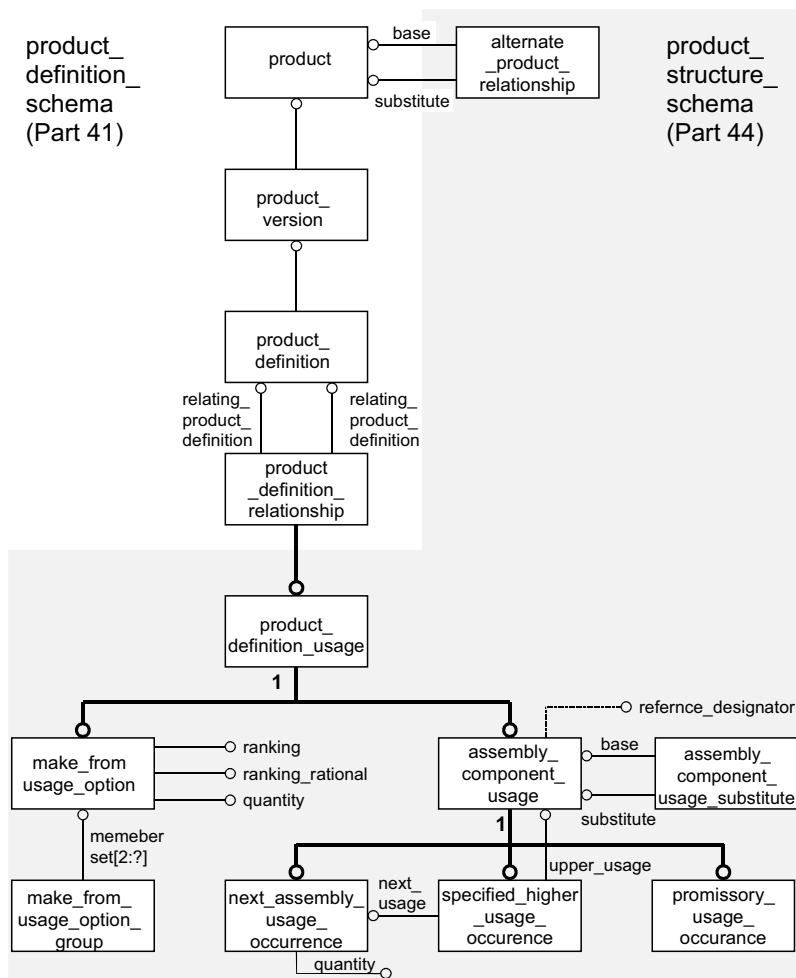 product_
definition_
schema
(Part 41)
product
base
substitute
alternate
_product_
relationship
product_
structure_
schema
(Part 44)
product_
version
product_
definition
relating_
product_
definition
relating_
product_
definition
product
_definition_
relationship
product_
definition_usage
1
refernce_designator
make_from_
usage_option
ranking
ranking_rational
quantity
assembly_
component_
usage
base
substitute
assembly_
component_
usage_substitute
1
memeber
set[2:?]
upper_usage
make_from_
usage_option_
group
next_assembly_
usage_
occurrence
next_
usage
specified_higher
_usage_
occurence
promissory_
usage_
occurance
quantity